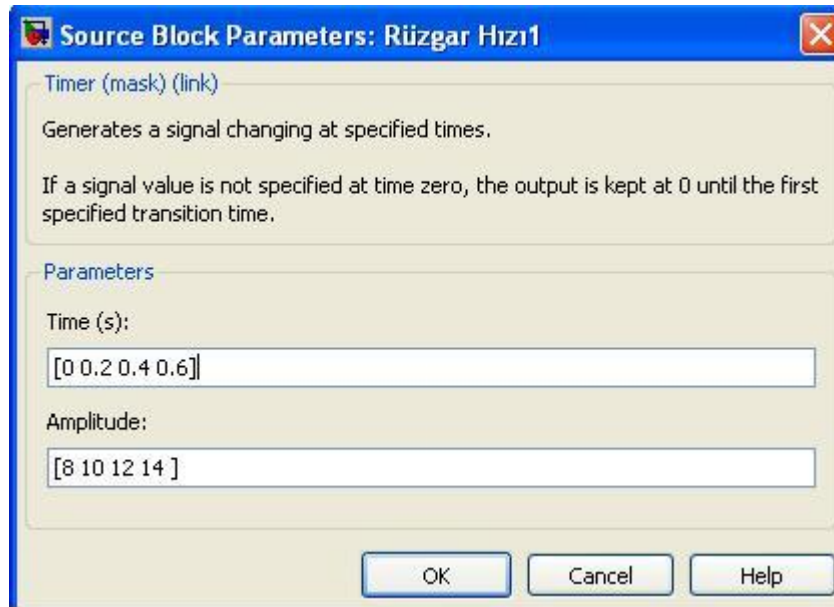 Source Block Parameters: Rüzgar Hızı1
Timer (mask) (link)
Generates a signal changing at specified times.
If a signal value is not specified at time zero, the output is kept at 0 until the first
specified transition time.
Parameters
Time (s):
[0 0.2 0.4 0.6]
Amplitude:
[8 10 12 14 ]
OK Cancel Help